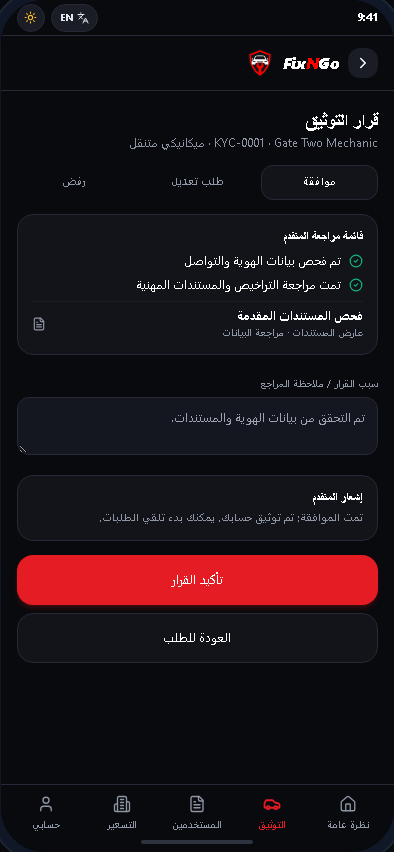 9:41
EN
FixNGo
قرار التوثيق
KYC-0001 · Gate Two Mechanic · ميكانيكي متنقل
موافقة
طلب تعديل
رفض
قائمة مراجعة المتقدم
تم فحص بيانات الهوية والتواصل
تمت مراجعة التراخيص والمستندات المهنية
فحص المستندات المقدمة
عارض المستندات · مراجعة البيانات
سبب القرار / ملاحظة المراجع
تم التحقق من بيانات الهوية والمستندات.
إشعار المتقدم
تمت الموافقة: تم توثيق حسابك. يمكنك بدء تلقي الطلبات.
تأكيد القرار
العودة للطلب
نظرة عامة
التوثيق
المستخدمين
التسعير
حسابي